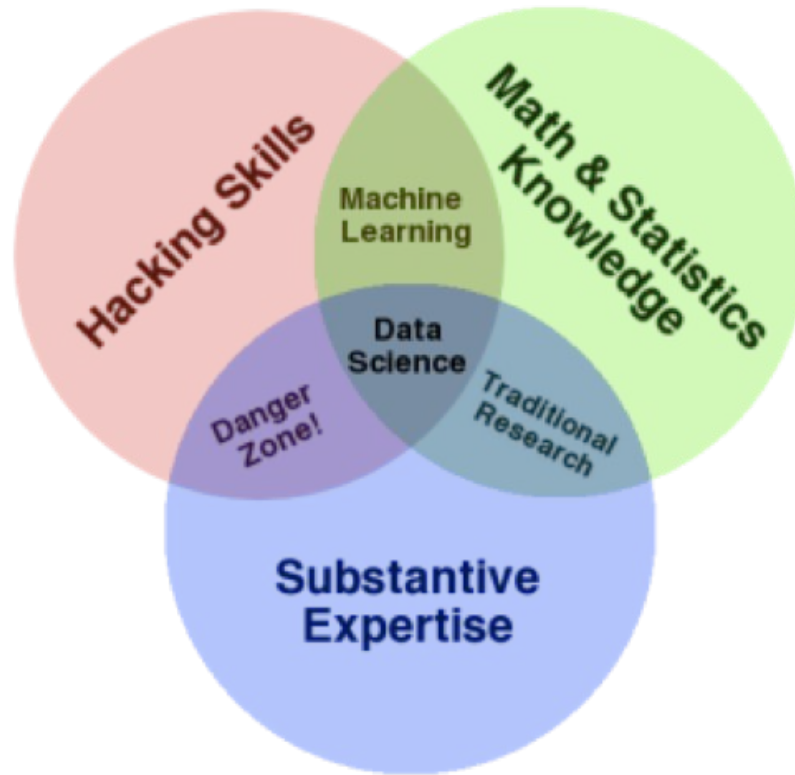 Hacking Skills
Math & Statistics
Knowledge
Machine
Learning
Data
Science
Danger
Zone!
Traditional
Research
Substantive
Expertise